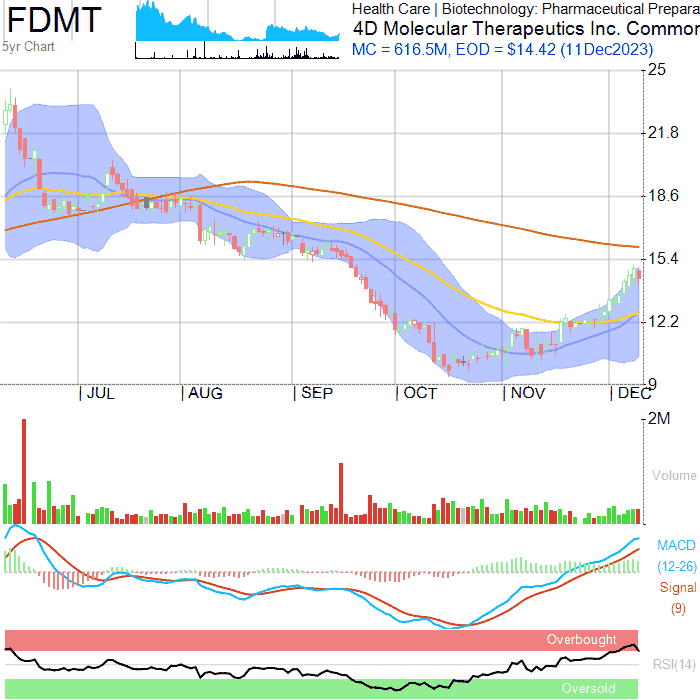 FDMT
5yr Chart
Health Care | Biotechnology: Pharmaceutical Prepara
4D Molecular Therapeutics Inc. Common
MC = 616.5M, EOD = $14.42 (11Dec2023)
25
21.8
18.6
15.4
12.2
9
JUL AUG SEP OCT NOV DEC
2M
Volume
MACD
(12-26)
Signal
(9)
Overbought
RSI(14)
Oversold